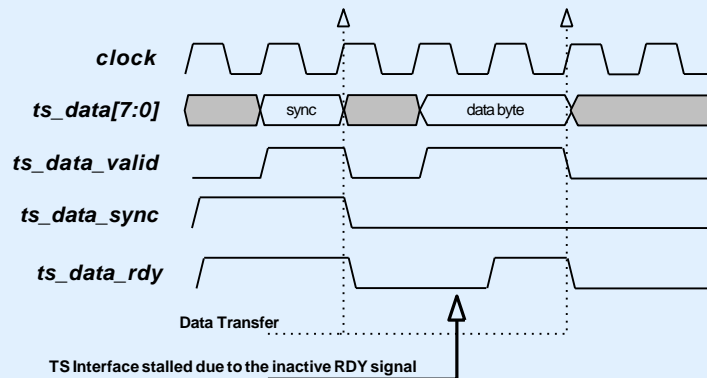 clock
ts_data[7:0]
sync
data byte
ts_data_valid
ts_data_sync
ts_data_rdy
Data Transfer
TS Interface stalled due to the inactive RDY signal